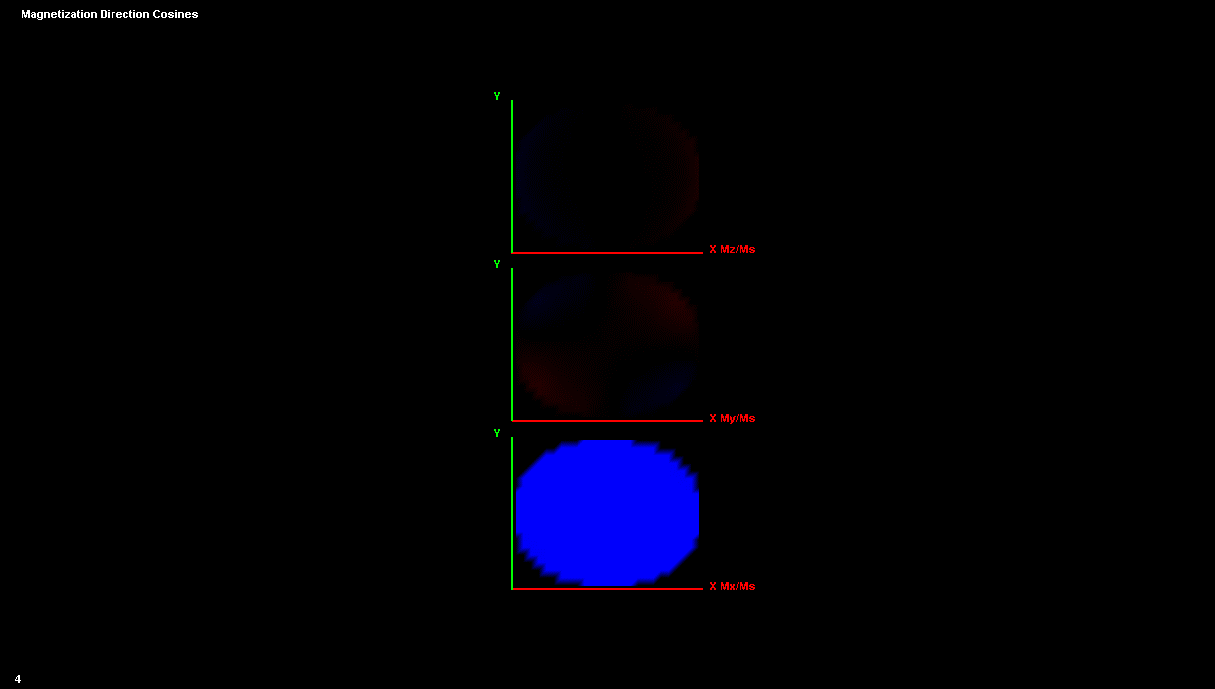 Magnetization Direction Cosines
Y
X Mz/Ms
Y
X My/Ms
Y
X Mx/Ms
4